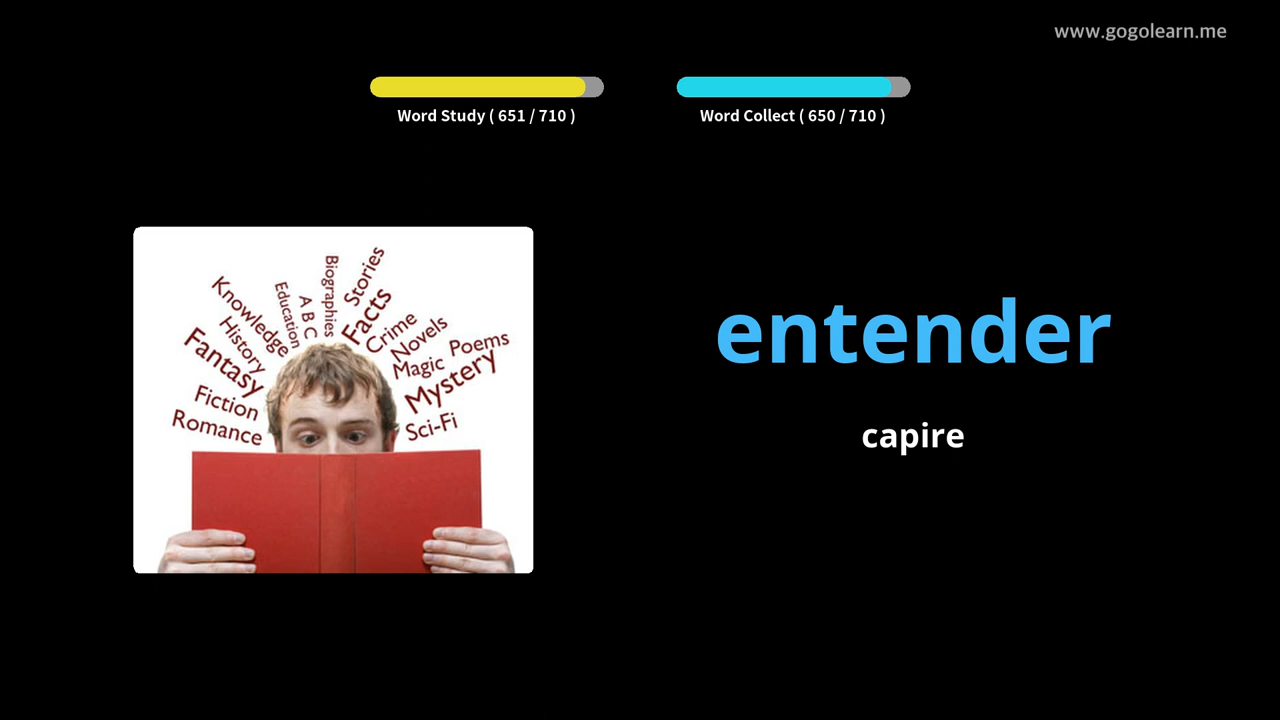 www.gogolearn.me
Word Study ( 651 / 710 )
Word Collect ( 650 / 710 )
Biographies
Stories
Education
A B C
Facts
Knowledge
Crime
History
Novels
Poems
Fantasy
Magic
Mystery
Fiction
Sci-Fi
Romance
entender
capire